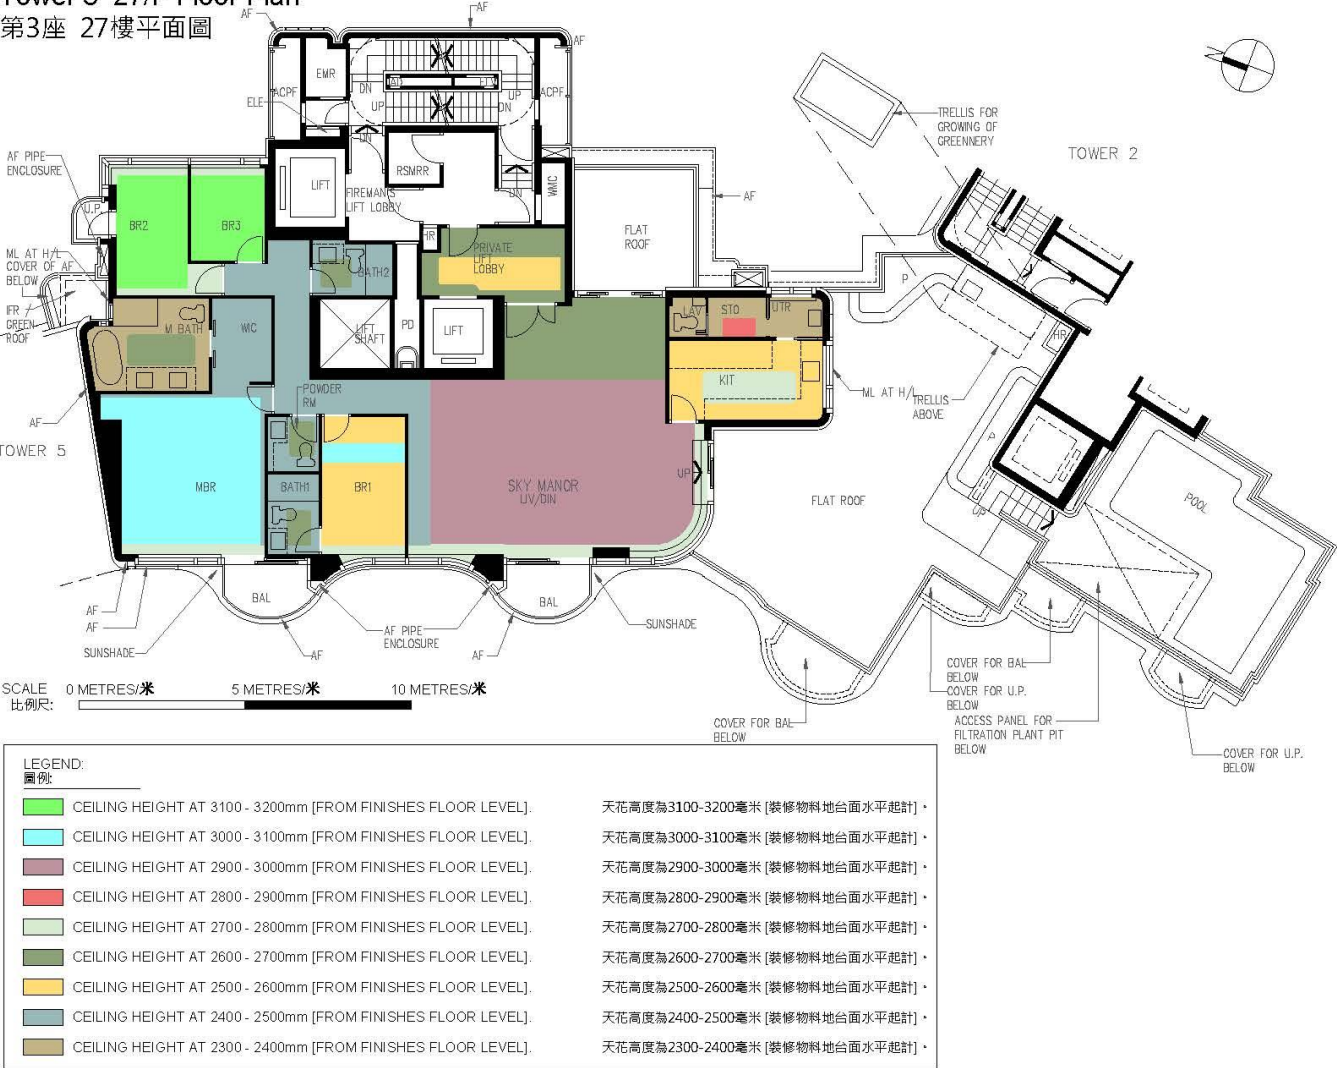 Tower 3 27/F Floor Plan
第3座 27樓平面圖
AF
AF
AF
EMR
ACPF
ELE
DN
UP
UP
DN
ACPF
DN
RSMRR
LIFT
FIREMAN'S
LIFT LOBBY
DN
WMC
HR
AF PIPE
ENCLOSURE
U.P.
BR2
BR3
ML AT H/L
COVER OF AF
BELOW
IFR
GREEN
ROOF
BATH2
PRIVATE
LIFT
LOBBY
FLAT
ROOF
AF
TRELLIS FOR
GROWING OF
GREENNERY
TOWER 2
M BATH
WIC
LIFT
SHAFT
PD
LIFT
LAV
STO
UTR
KIT
ML AT H/L
P
HR
TRELLIS
ABOVE
P
AF
TOWER 5
POWDER
RM
MBR
BATH1
BR1
SKY MANOR
LIV/DIN
UP
FLAT ROOF
UP
POOL
BAL
BAL
AF
AF
SUNSHADE
AF
AF PIPE
ENCLOSURE
AF
SUNSHADE
COVER FOR BAL
BELOW
COVER FOR BAL
BELOW
COVER FOR U.P.
BELOW
ACCESS PANEL FOR
FILTRATION PLANT PIT
BELOW
COVER FOR U.P.
BELOW
SCALE 0 METRES/米 5 METRES/米 10 METRES/米
比例尺:
LEGEND:
圖例:
CEILING HEIGHT AT 3100 - 3200mm [FROM FINISHES FLOOR LEVEL]. 天花高度為3100-3200毫米 [裝修物料地台面水平起計]。
CEILING HEIGHT AT 3000 - 3100mm [FROM FINISHES FLOOR LEVEL]. 天花高度為3000-3100毫米 [裝修物料地台面水平起計]。
CEILING HEIGHT AT 2900 - 3000mm [FROM FINISHES FLOOR LEVEL]. 天花高度為2900-3000毫米 [裝修物料地台面水平起計]。
CEILING HEIGHT AT 2800 - 2900mm [FROM FINISHES FLOOR LEVEL]. 天花高度為2800-2900毫米 [裝修物料地台面水平起計]。
CEILING HEIGHT AT 2700 - 2800mm [FROM FINISHES FLOOR LEVEL]. 天花高度為2700-2800毫米 [裝修物料地台面水平起計]。
CEILING HEIGHT AT 2600 - 2700mm [FROM FINISHES FLOOR LEVEL]. 天花高度為2600-2700毫米 [裝修物料地台面水平起計]。
CEILING HEIGHT AT 2500 - 2600mm [FROM FINISHES FLOOR LEVEL]. 天花高度為2500-2600毫米 [裝修物料地台面水平起計]。
CEILING HEIGHT AT 2400 - 2500mm [FROM FINISHES FLOOR LEVEL]. 天花高度為2400-2500毫米 [裝修物料地台面水平起計]。
CEILING HEIGHT AT 2300 - 2400mm [FROM FINISHES FLOOR LEVEL]. 天花高度為2300-2400毫米 [裝修物料地台面水平起計]。